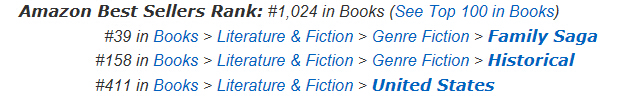 Amazon Best Sellers Rank: #1,024 in Books (See Top 100 in Books)
#39 in Books > Literature & Fiction > Genre Fiction > Family Saga
#158 in Books > Literature & Fiction > Genre Fiction > Historical
#411 in Books > Literature & Fiction > United States